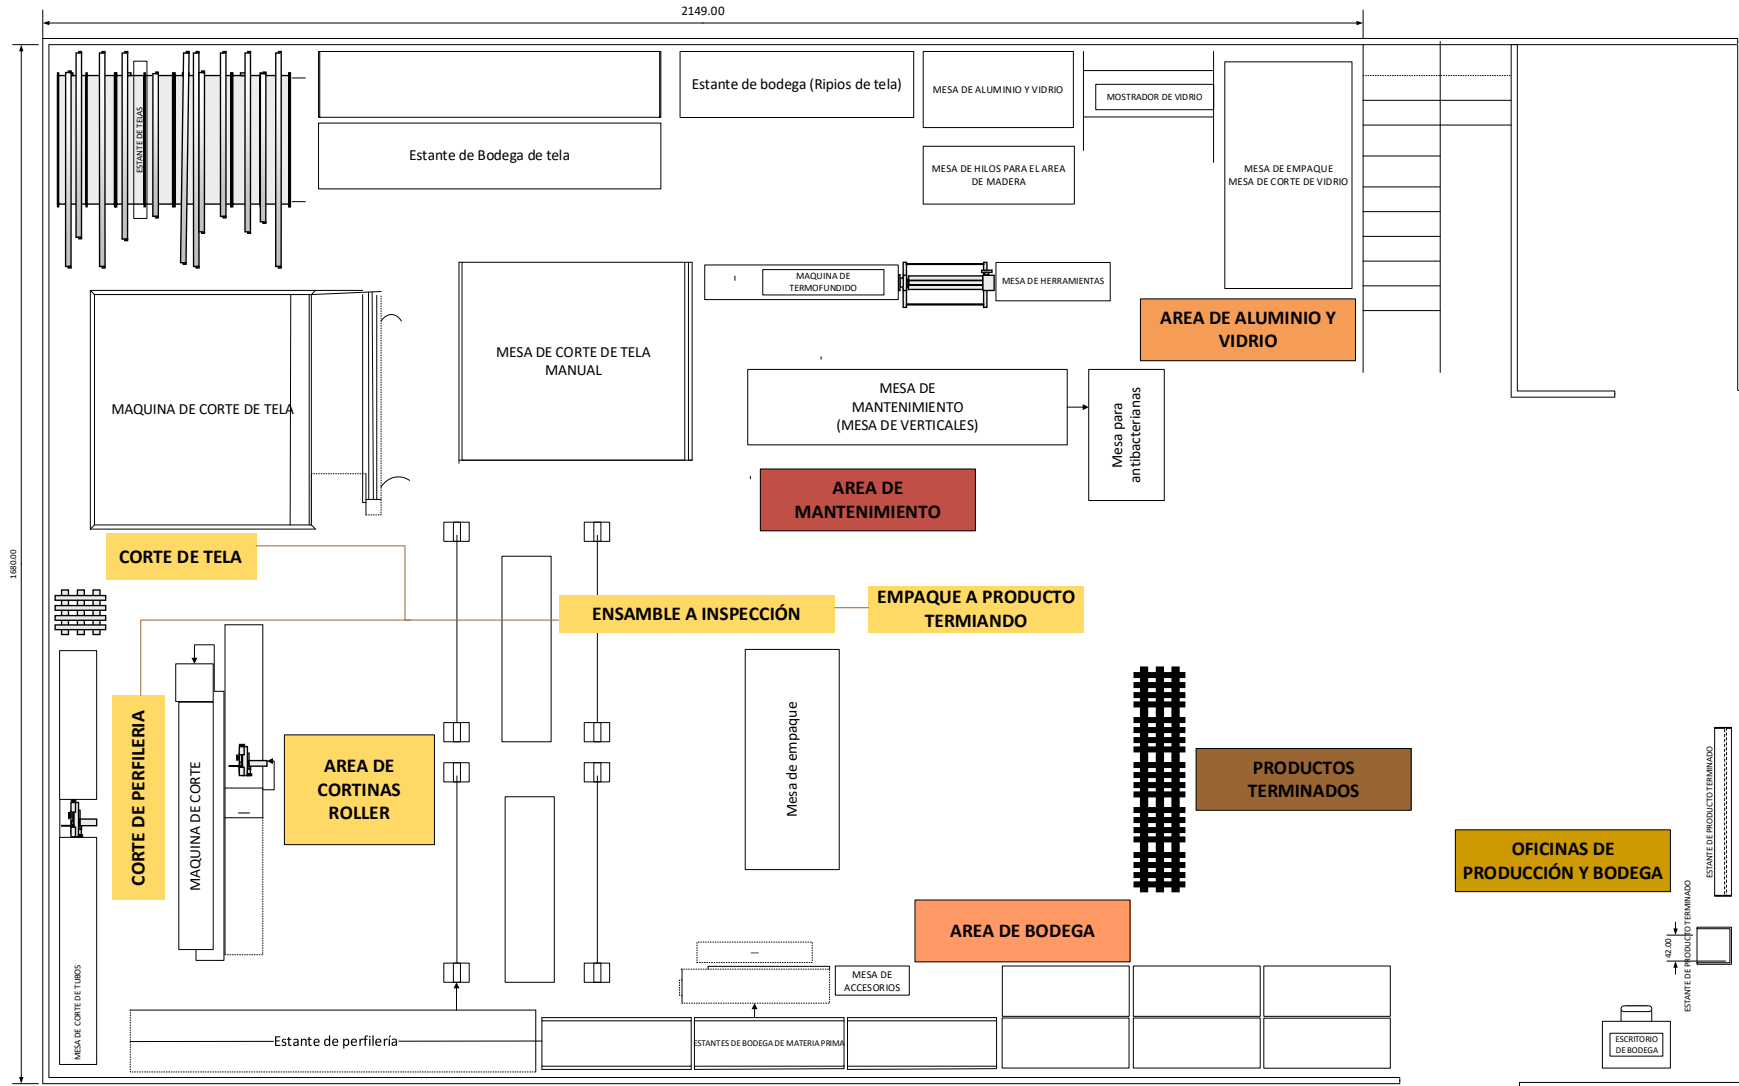 2149.00
1680.00
ESTANTE DE TELAS
Estante de Bodega de tela
Estante de bodega (Ripios de tela)
MESA DE ALUMINIO Y VIDRIO
MOSTRADOR DE VIDRIO
MESA DE HILOS PARA EL AREA
DE MADERA
MESA DE EMPAQUE
MESA DE CORTE DE VIDRIO
MAQUINA DE
TERMOFUNDIDO
MESA DE HERRAMIENTAS
AREA DE ALUMINIO Y
VIDRIO
MAQUINA DE CORTE DE TELA
MESA DE CORTE DE TELA
MANUAL
MESA DE
MANTENIMIENTO
(MESA DE VERTICALES)
Mesa para
antibacterianas
AREA DE
MANTENIMIENTO
CORTE DE TELA
ENSAMBLE A INSPECCIÓN
EMPAQUE A PRODUCTO
TERMIANDO
CORTE DE PERFILERIA
MAQUINA DE CORTE
AREA DE
CORTINAS
ROLLER
Mesa de empaque
PRODUCTOS
TERMINADOS
OFICINAS DE
PRODUCCIÓN Y BODEGA
ESTANTE DE PRODUCTO TERMINADO
ESTANTE DE PRODUCTO TERMINADO
42.00
AREA DE BODEGA
MESA DE
ACCESORIOS
MESA DE CORTE DE TUBOS
Estante de perfilería
ESTANTES DE BODEGA DE MATERIA PRIMA
ESCRITORIO
DE BODEGA